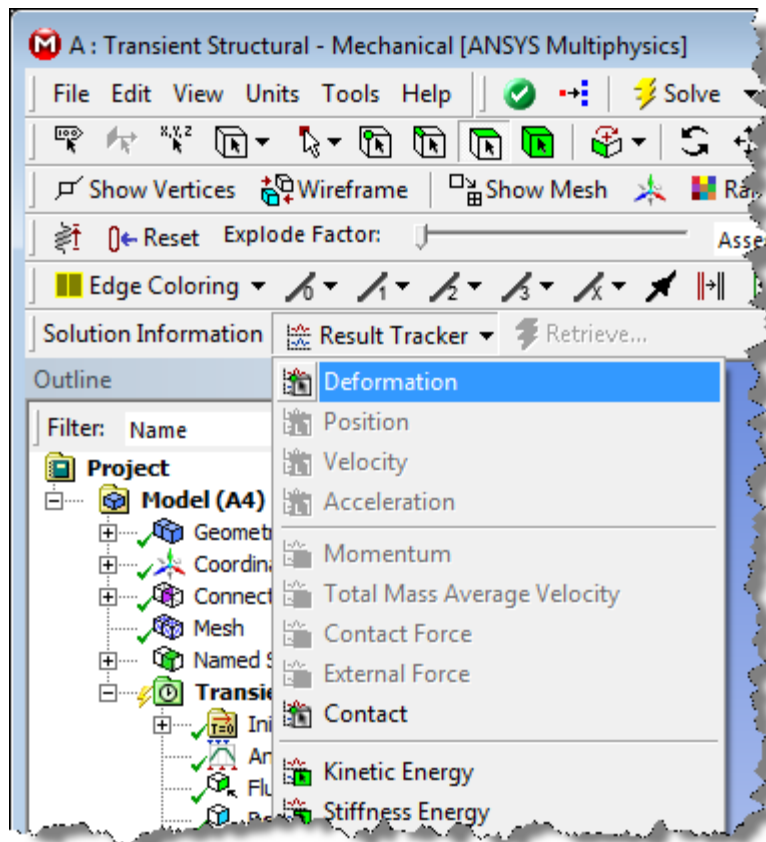 A : Transient Structural - Mechanical [ANSYS Multiphysics]
File Edit View Units Tools Help Solve
Show Vertices Wireframe Show Mesh
Reset Explode Factor:
Edge Coloring
Solution Information Result Tracker Retrieve...
Outline
Filter: Name
Deformation
Position
Velocity
Acceleration
Momentum
Total Mass Average Velocity
Contact Force
External Force
Contact
Kinetic Energy
Stiffness Energy
Project
Model (A4)
Mesh
Named